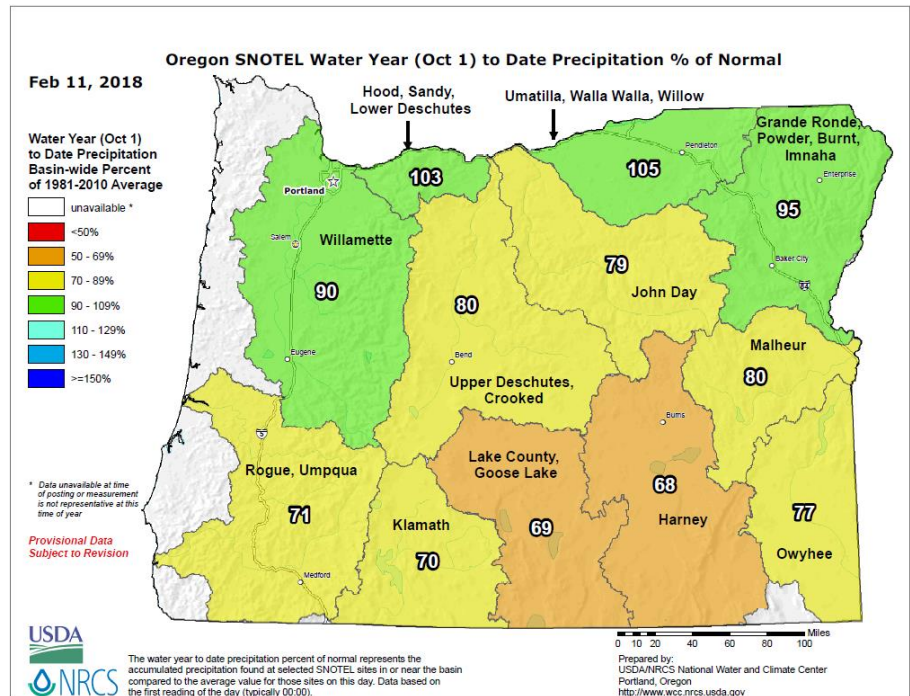 Oregon SNOTEL Water Year (Oct 1) to Date Precipitation % of Normal
Feb 11, 2018
Water Year (Oct 1)
to Date Precipitation
Basin-wide Percent
of 1981-2010 Average
unavailable *
<50%
50 - 69%
70 - 89%
90 - 109%
110 - 129%
130 - 149%
>=150%
* Data unavailable at time
of posting or measurement
is not representative at this
time of year
Provisional Data
Subject to Revision
Hood, Sandy,
Lower Deschutes
Umatilla, Walla Walla, Willow
Grande Ronde,
Powder, Burnt,
Imnaha
Pendleton
Enterprise
103
105
95
Portland
Salem
Willamette
90
Eugene
80
Bend
Upper Deschutes,
Crooked
79
John Day
Baker City
84
Malheur
80
Burns
Lake County,
Goose Lake
69
68
Harney
77
Owyhee
5
Rogue, Umpqua
71
Medford
Klamath
70
Miles
0 10 20 40 60 80 100
USDA
NRCS
The water year to date precipitation percent of normal represents the
accumulated precipitation found at selected SNOTEL sites in or near the basin
compared to the average value for those sites on this day. Data based on
the first reading of the day (typically 00:00).
Prepared by:
USDA/NRCS National Water and Climate Center
Portland, Oregon
http://www.wcc.nrcs.usda.gov